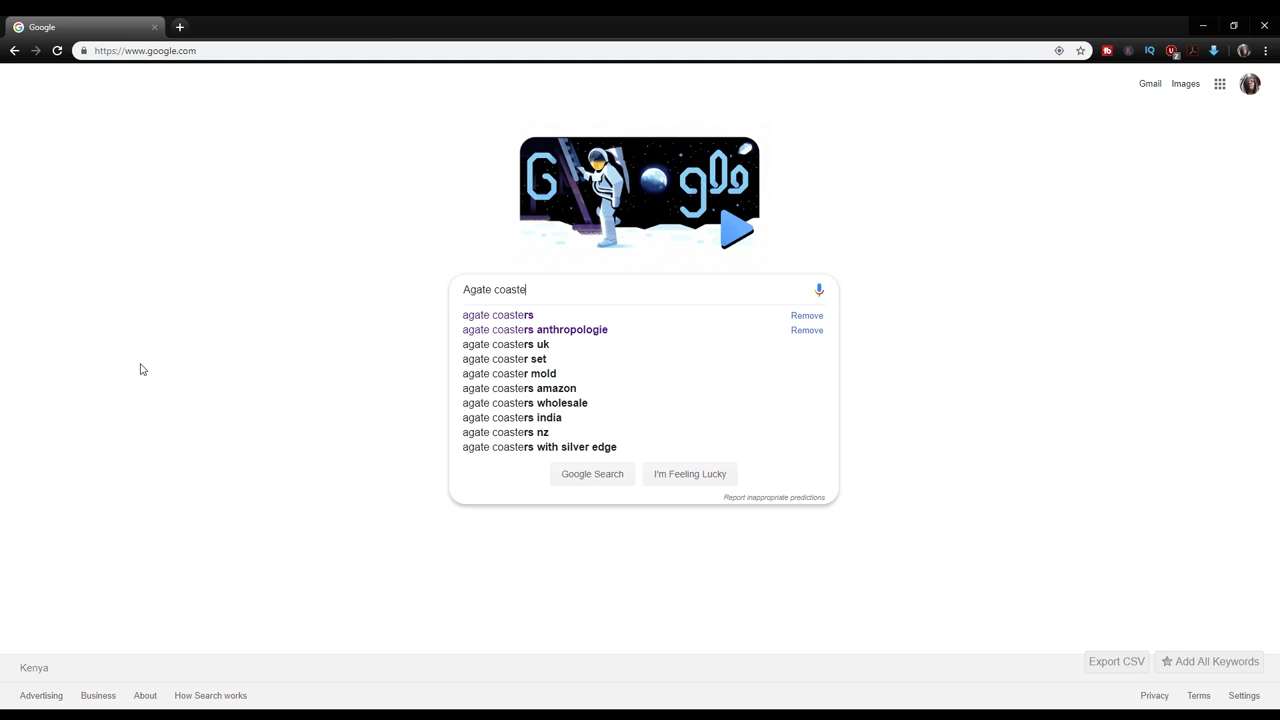 Google
https://www.google.com
Gmail Images
Agate coaste
agate coasters Remove
agate coasters anthropologie Remove
agate coasters uk
agate coaster set
agate coaster mold
agate coasters amazon
agate coasters wholesale
agate coasters india
agate coasters nz
agate coasters with silver edge
Google Search I'm Feeling Lucky
Report inappropriate predictions
Kenya
Export CSV Add All Keywords
Advertising Business About How Search works Privacy Terms Settings